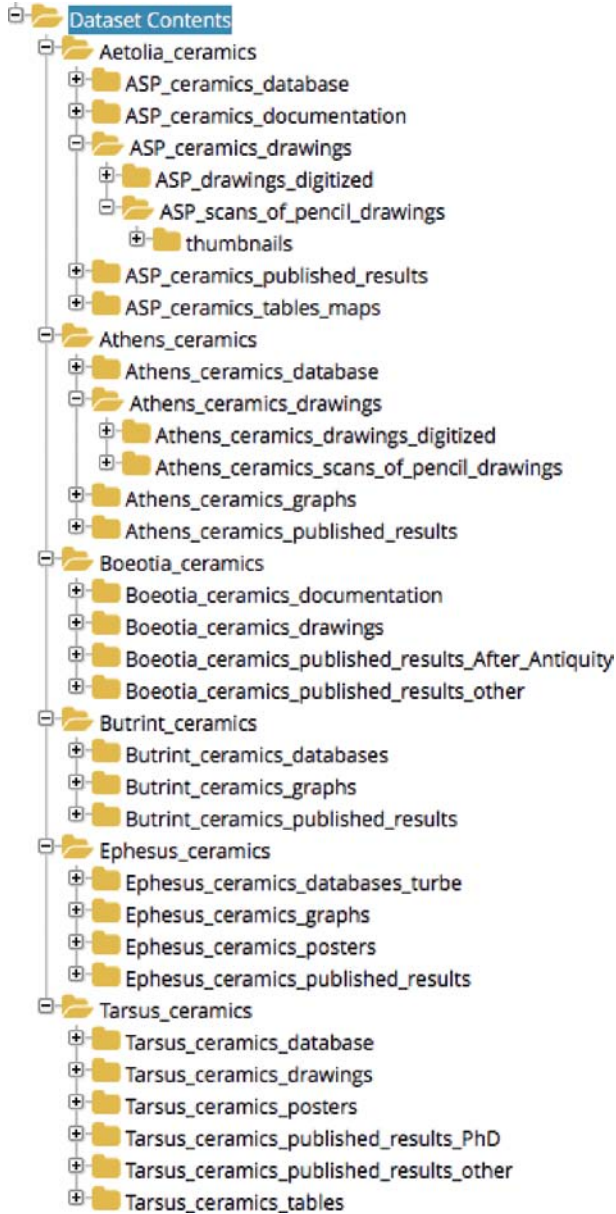 Dataset Contents
Aetolia_ceramics
ASP_ceramics_database
ASP_ceramics_documentation
ASP_ceramics_drawings
ASP_drawings_digitized
ASP_scans_of_pencil_drawings
thumbnails
ASP_ceramics_published_results
ASP_ceramics_tables_maps
Athens_ceramics
Athens_ceramics_database
Athens_ceramics_drawings
Athens_ceramics_drawings_digitized
Athens_ceramics_scans_of_pencil_drawings
Athens_ceramics_graphs
Athens_ceramics_published_results
Boeotia_ceramics
Boeotia_ceramics_documentation
Boeotia_ceramics_drawings
Boeotia_ceramics_published_results_After_Antiquity
Boeotia_ceramics_published_results_other
Butrint_ceramics
Butrint_ceramics_databases
Butrint_ceramics_graphs
Butrint_ceramics_published_results
Ephesus_ceramics
Ephesus_ceramics_databases_turbe
Ephesus_ceramics_graphs
Ephesus_ceramics_posters
Ephesus_ceramics_published_results
Tarsus_ceramics
Tarsus_ceramics_database
Tarsus_ceramics_drawings
Tarsus_ceramics_posters
Tarsus_ceramics_published_results_PhD
Tarsus_ceramics_published_results_other
Tarsus_ceramics_tables